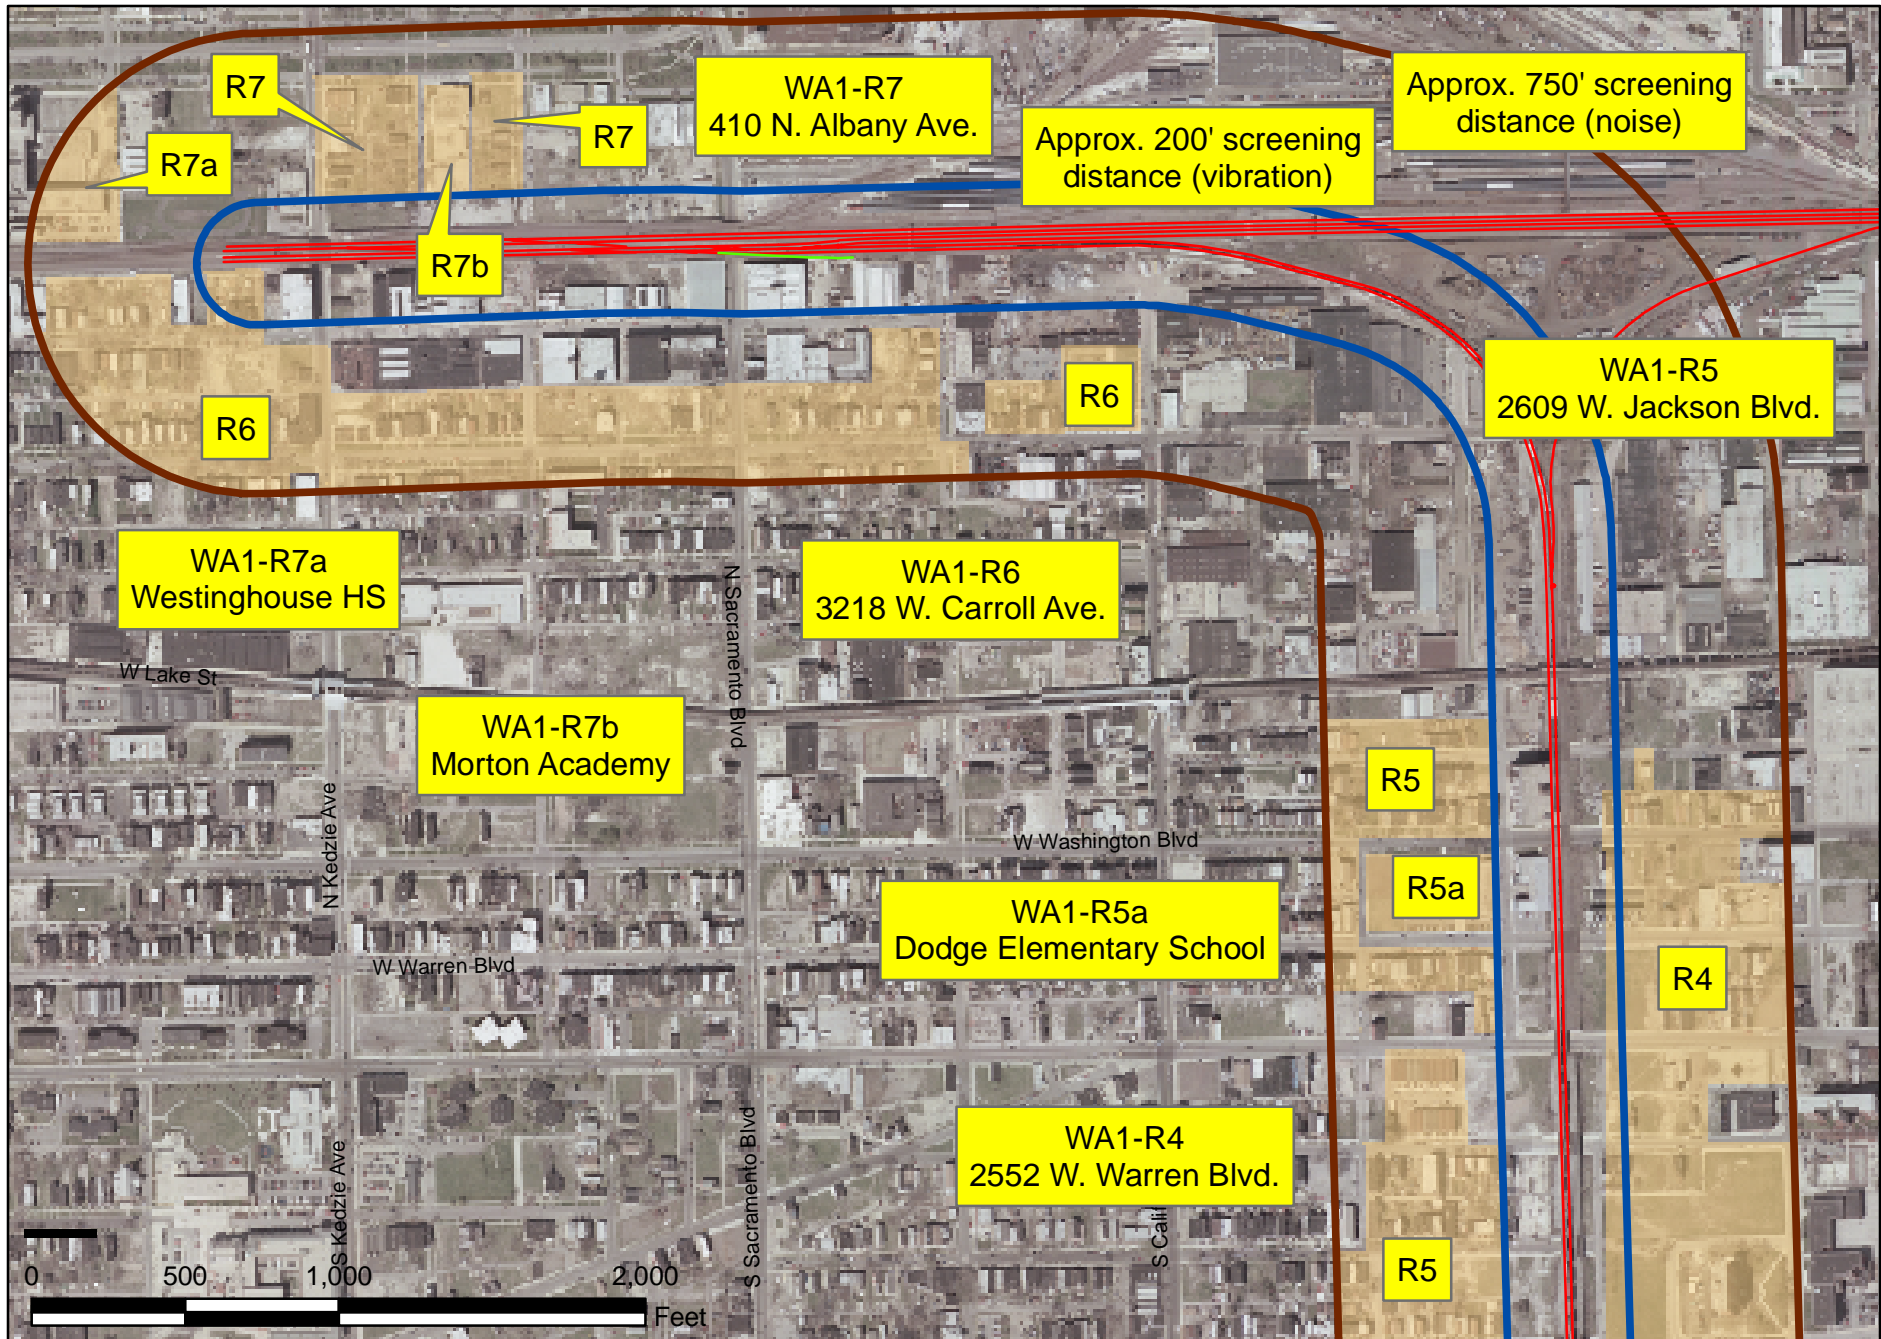 R7
WA1-R7
410 N. Albany Ave.
Approx. 750' screening
distance (noise)
R7
R7a
Approx. 200' screening
distance (vibration)
R7b
WA1-R5
2609 W. Jackson Blvd.
R6
R6
WA1-R7a
Westinghouse HS
WA1-R6
3218 W. Carroll Ave.
N Sacramento Blvd
W Lake St
WA1-R7b
Morton Academy
R5
N Kedzie Ave
W Washington Blvd
R5a
WA1-R5a
Dodge Elementary School
W Warren Blvd
R4
WA1-R4
2552 W. Warren Blvd.
S Kedzie Ave
S Sacramento Blvd
S Calif
R5
0 500 1,000 2,000
Feet